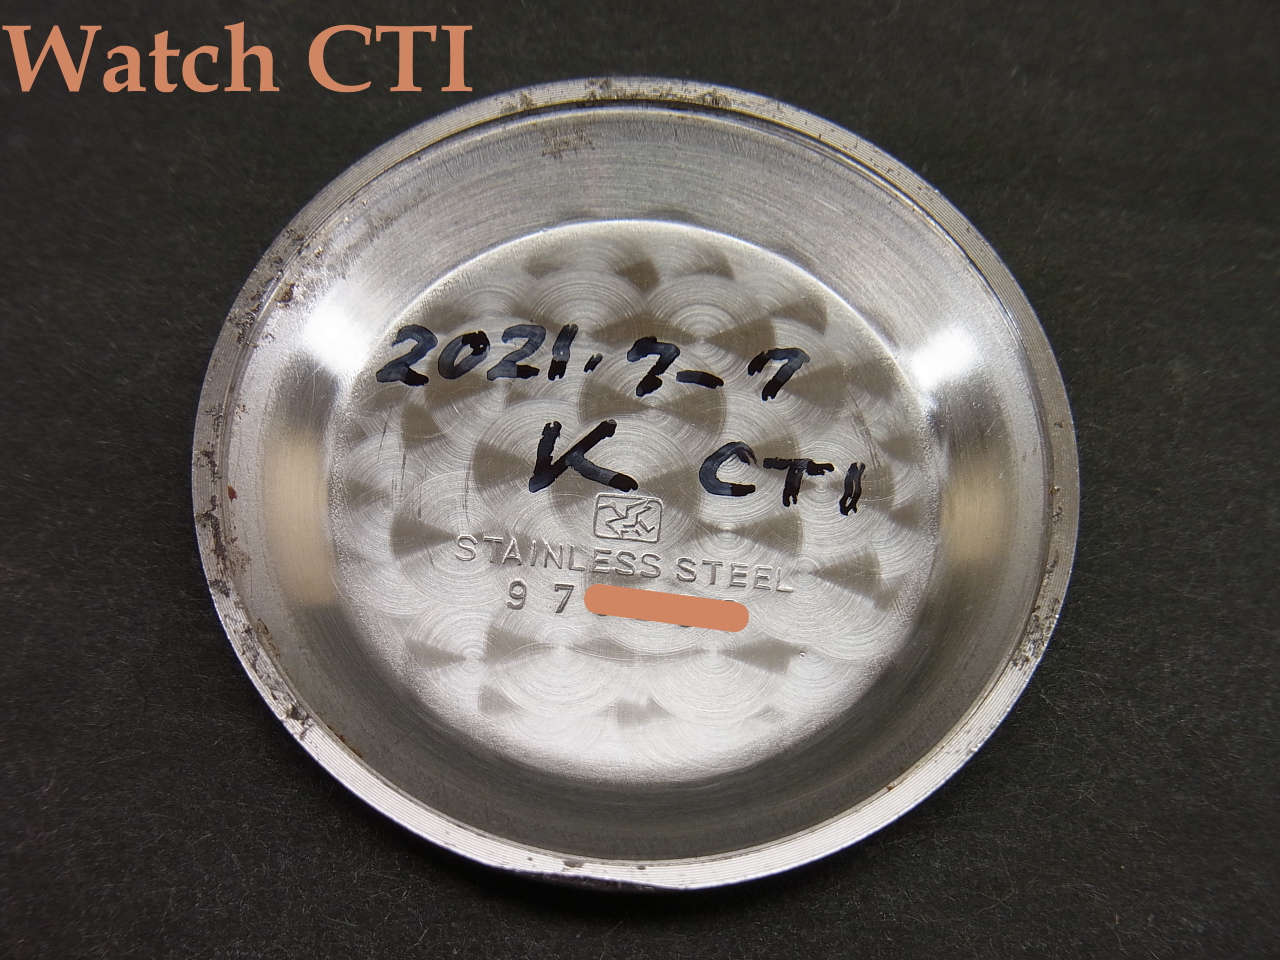 Watch CTI
2021.7-7
K CTI
STAINLESS STEEL
97